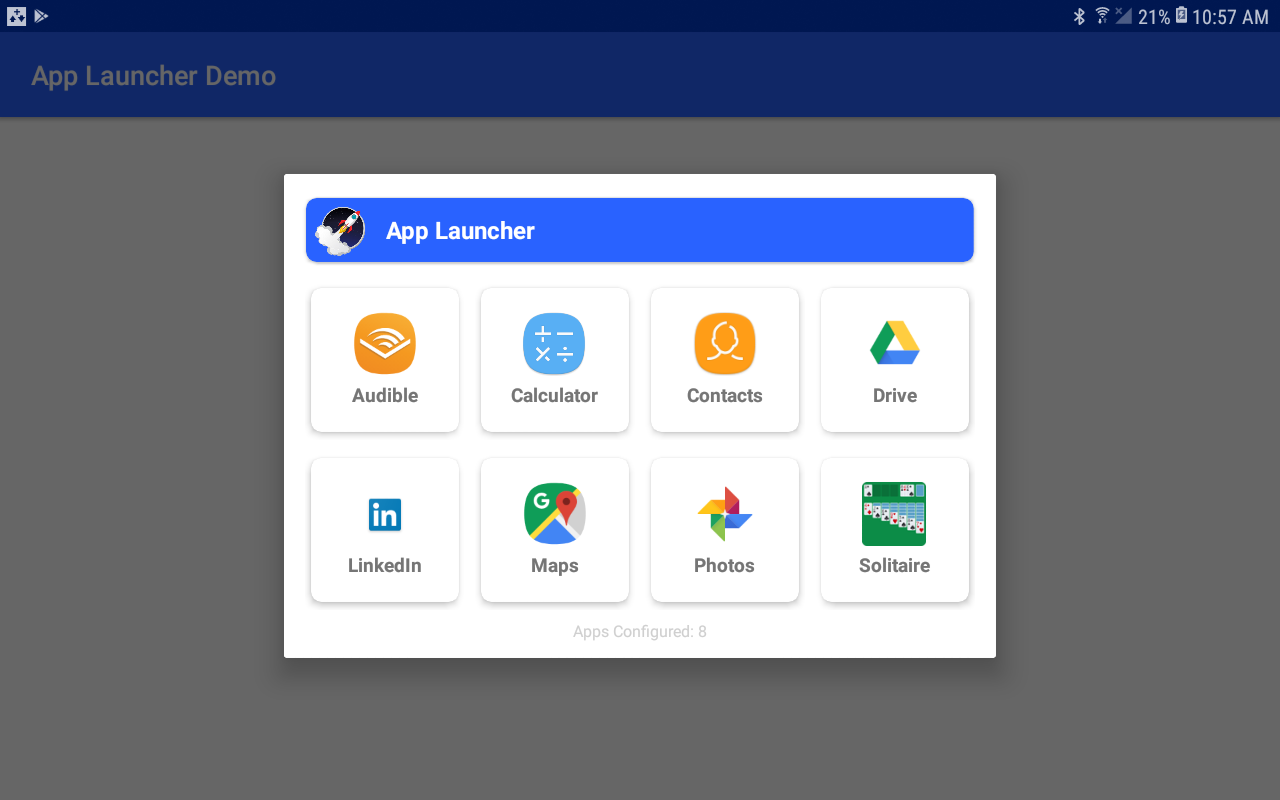 21% 10:57 AM
App Launcher Demo
App Launcher
Audible Calculator Contacts Drive
LinkedIn Maps Photos Solitaire
Apps Configured: 8